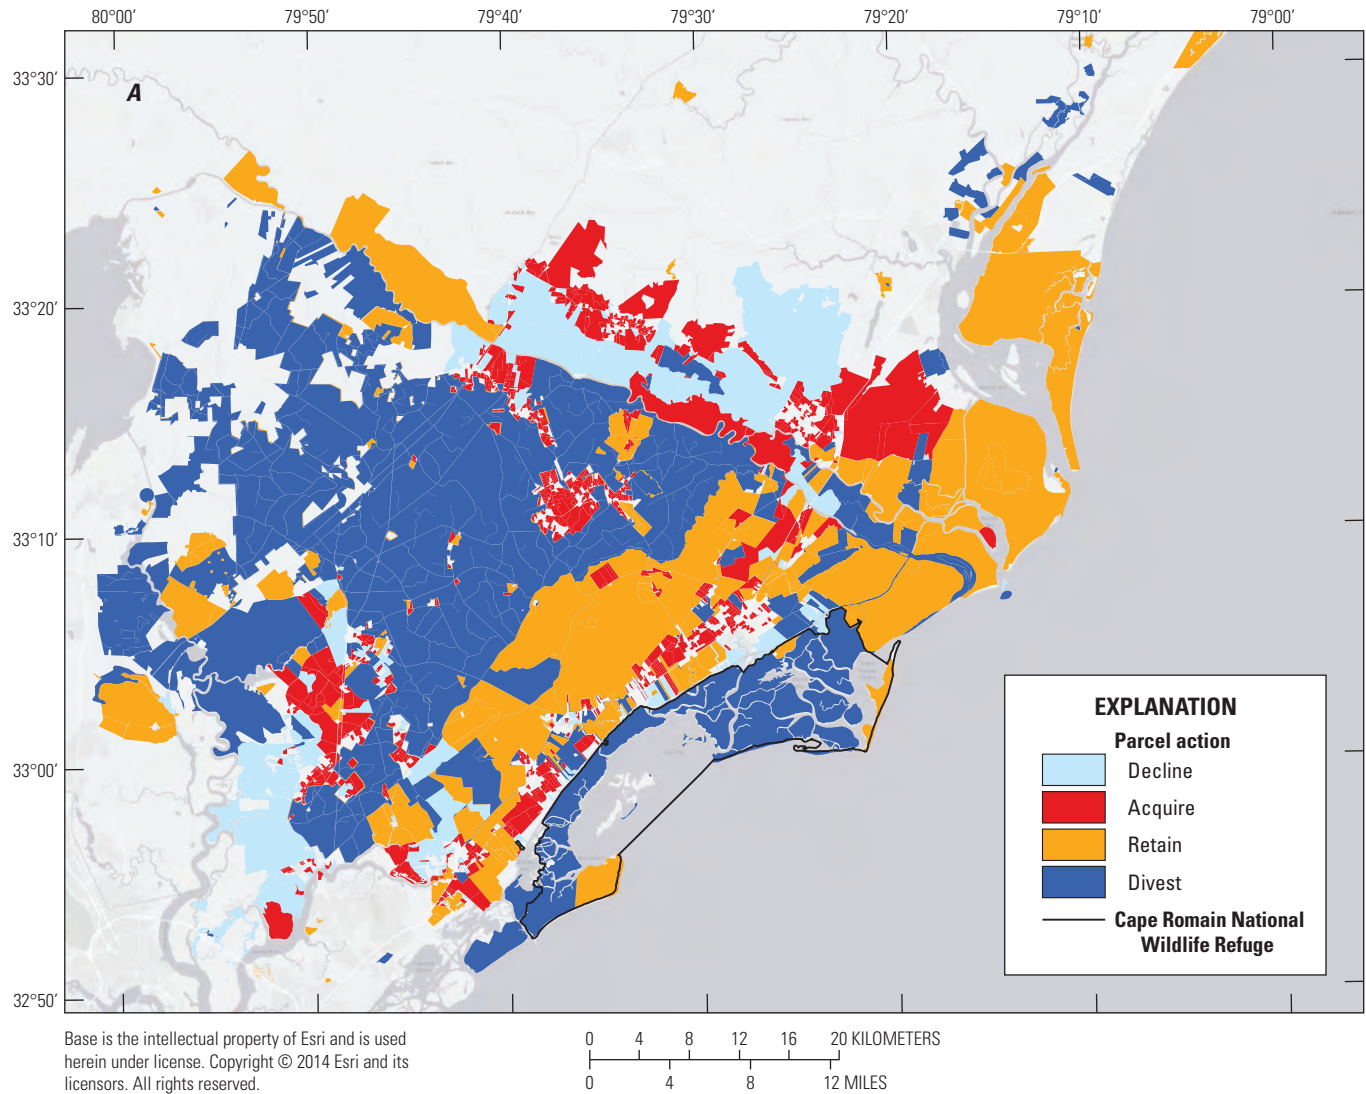 80°00′ 79°50′ 79°40′ 79°30′ 79°20′ 79°10′ 79°00′
33°30′
A
33°20′
33°10′
33°00′
32°50′
EXPLANATION
Parcel action
Decline
Acquire
Retain
Divest
Cape Romain National
Wildlife Refuge
Base is the intellectual property of Esri and is used
herein under license. Copyright © 2014 Esri and its
licensors. All rights reserved.
0 4 8 12 16 20 KILOMETERS
0 4 8 12 MILES